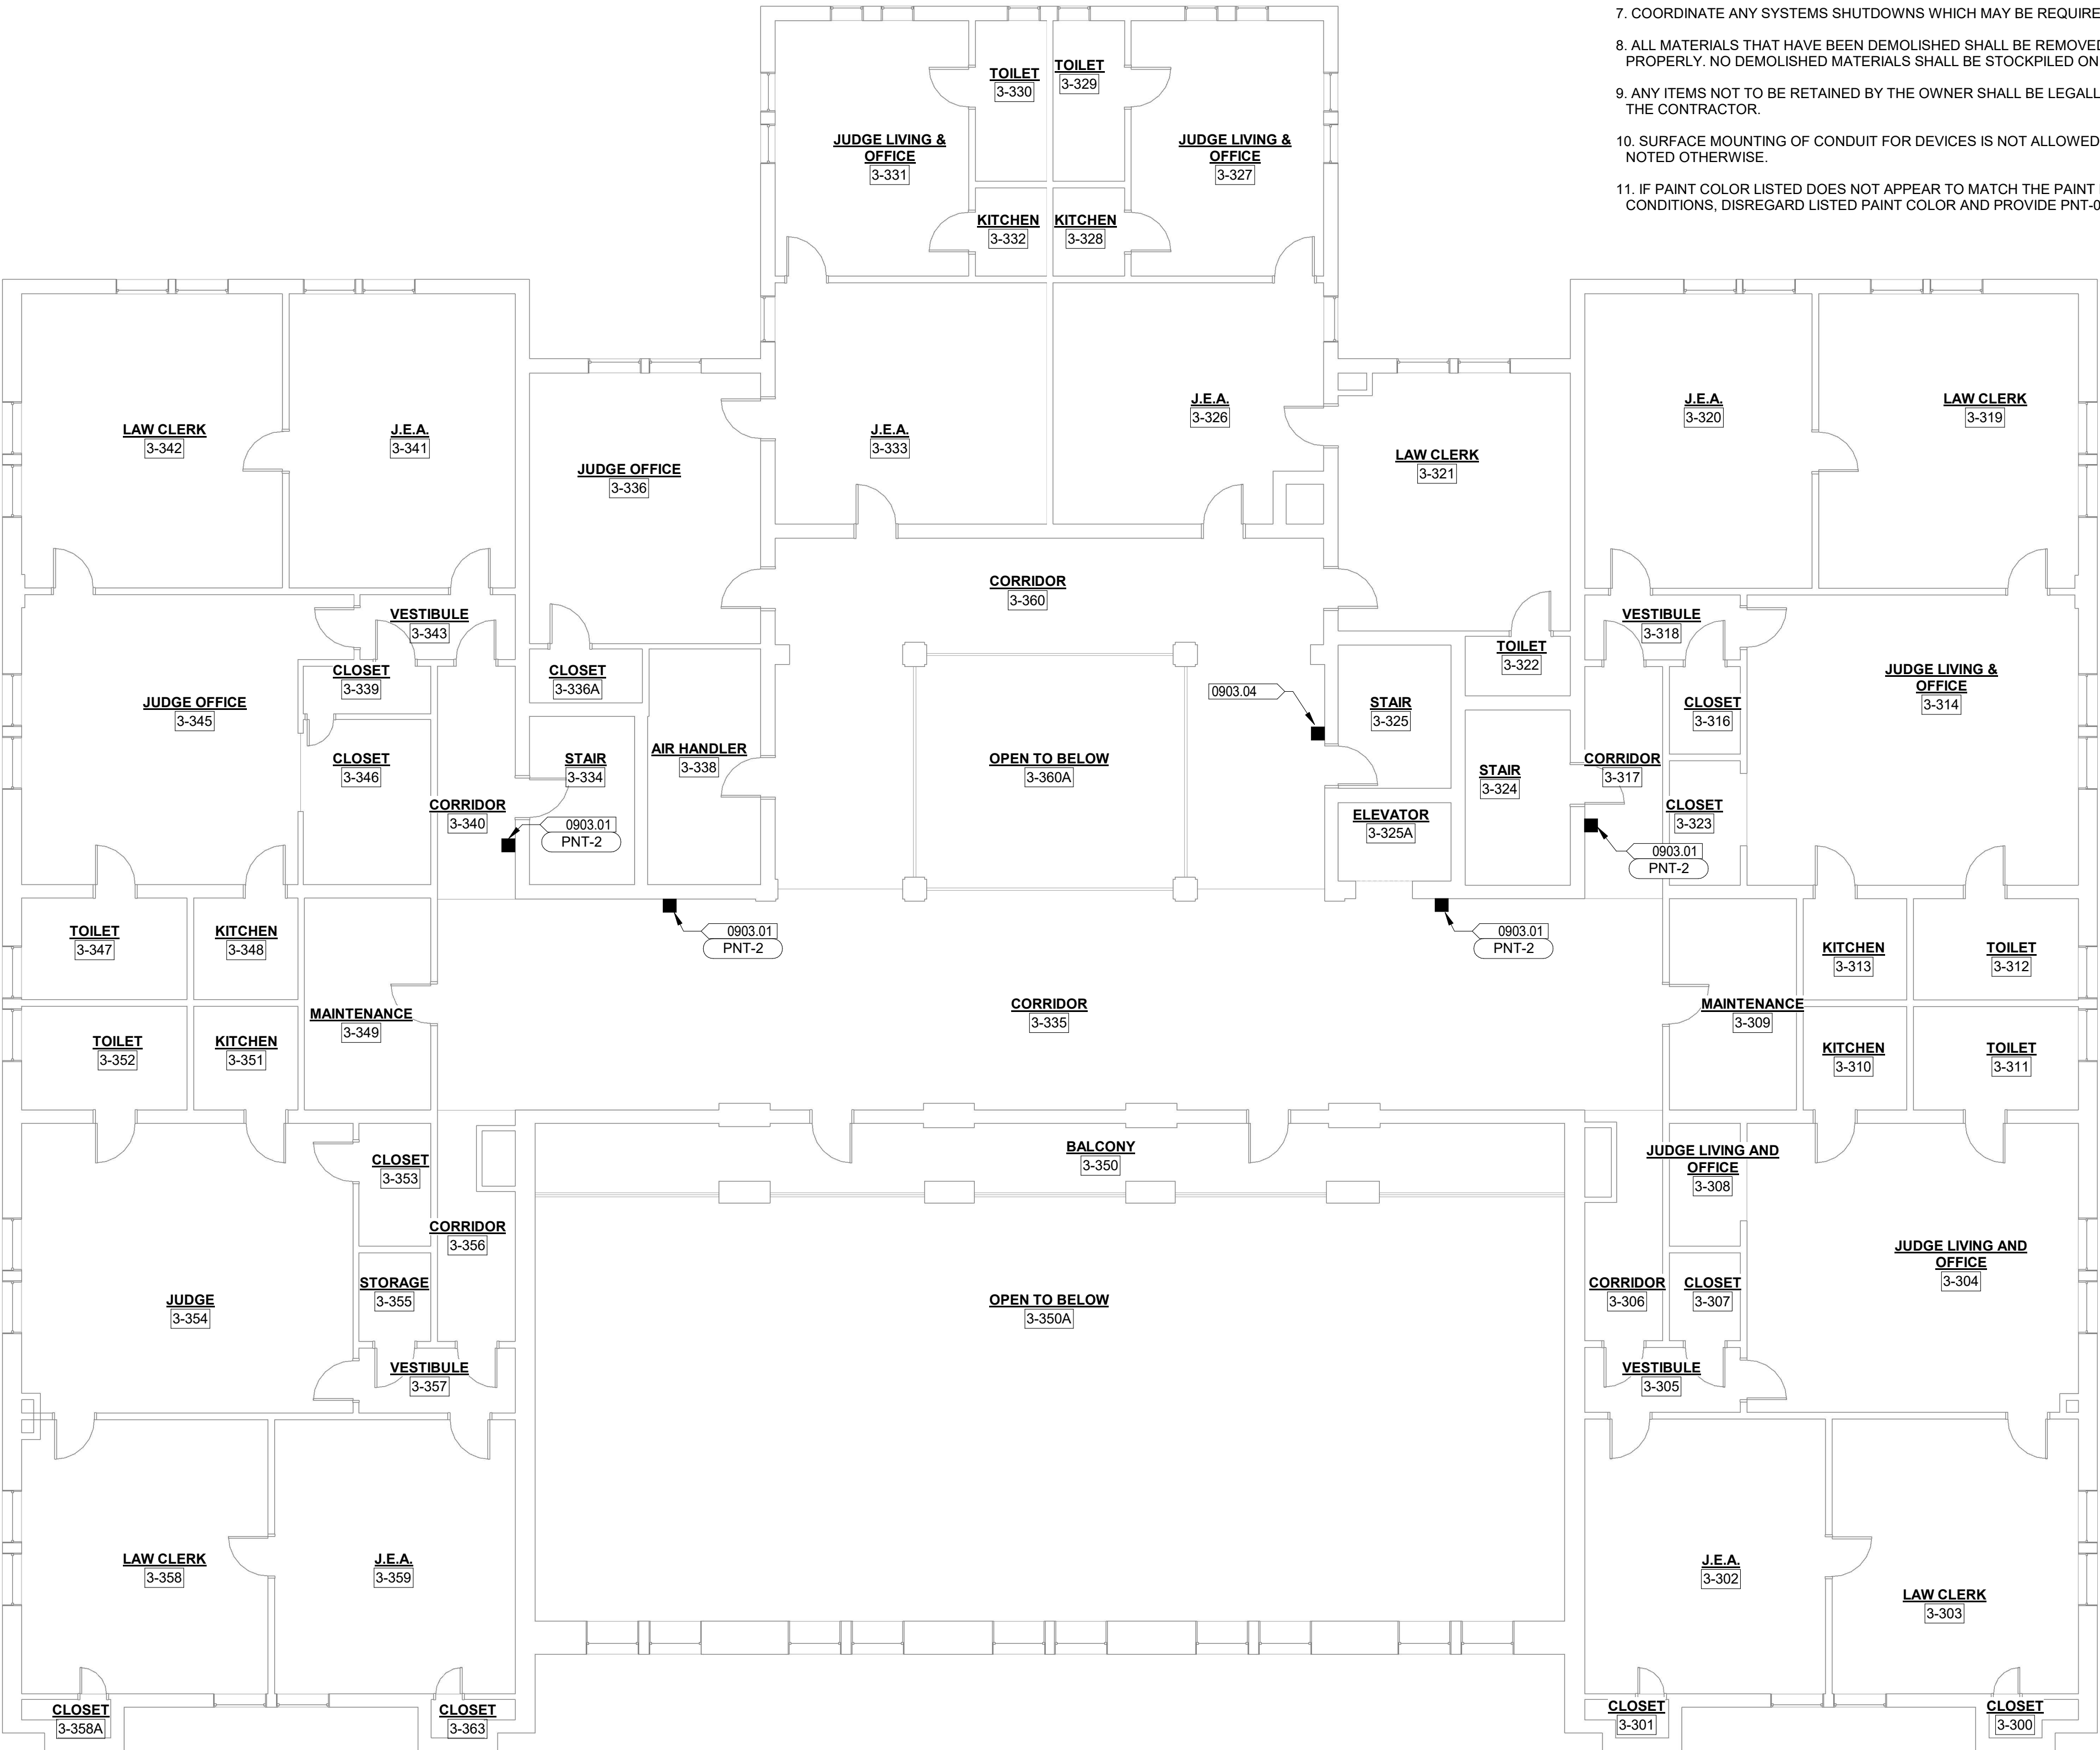 7. COORDINATE ANY SYSTEMS SHUTDOWNS WHICH MAY BE REQUIRE
8. ALL MATERIALS THAT HAVE BEEN DEMOLISHED SHALL BE REMOVED
PROPERLY. NO DEMOLISHED MATERIALS SHALL BE STOCKPILED ON
9. ANY ITEMS NOT TO BE RETAINED BY THE OWNER SHALL BE LEGALL
THE CONTRACTOR.
10. SURFACE MOUNTING OF CONDUIT FOR DEVICES IS NOT ALLOWED
NOTED OTHERWISE.
11. IF PAINT COLOR LISTED DOES NOT APPEAR TO MATCH THE PAINT
CONDITIONS, DISREGARD LISTED PAINT COLOR AND PROVIDE PNT-0
TOILET
3-330
TOILET
3-329
JUDGE LIVING &
OFFICE
3-331
JUDGE LIVING &
OFFICE
3-327
KITCHEN
3-332
KITCHEN
3-328
LAW CLERK
3-342
J.E.A.
3-341
JUDGE OFFICE
3-336
J.E.A.
3-333
J.E.A.
3-326
LAW CLERK
3-321
J.E.A.
3-320
LAW CLERK
3-319
CORRIDOR
3-360
VESTIBULE
3-343
VESTIBULE
3-318
CLOSET
3-339
CLOSET
3-336A
TOILET
3-322
JUDGE OFFICE
3-345
0903.04
STAIR
3-325
CLOSET
3-316
JUDGE LIVING &
OFFICE
3-314
CLOSET
3-346
STAIR
3-334
AIR HANDLER
3-338
OPEN TO BELOW
3-360A
STAIR
3-324
CORRIDOR
3-317
CORRIDOR
3-340
0903.01
PNT-2
ELEVATOR
3-325A
CLOSET
3-323
0903.01
PNT-2
TOILET
3-347
KITCHEN
3-348
0903.01
PNT-2
0903.01
PNT-2
KITCHEN
3-313
TOILET
3-312
MAINTENANCE
3-349
CORRIDOR
3-335
MAINTENANCE
3-309
TOILET
3-352
KITCHEN
3-351
KITCHEN
3-310
TOILET
3-311
CLOSET
3-353
BALCONY
3-350
JUDGE LIVING AND
OFFICE
3-308
CORRIDOR
3-356
JUDGE LIVING AND
OFFICE
3-304
JUDGE
3-354
STORAGE
3-355
OPEN TO BELOW
3-350A
CORRIDOR
3-306
CLOSET
3-307
VESTIBULE
3-357
VESTIBULE
3-305
LAW CLERK
3-358
J.E.A.
3-359
J.E.A.
3-302
LAW CLERK
3-303
CLOSET
3-358A
CLOSET
3-363
CLOSET
3-301
CLOSET
3-300